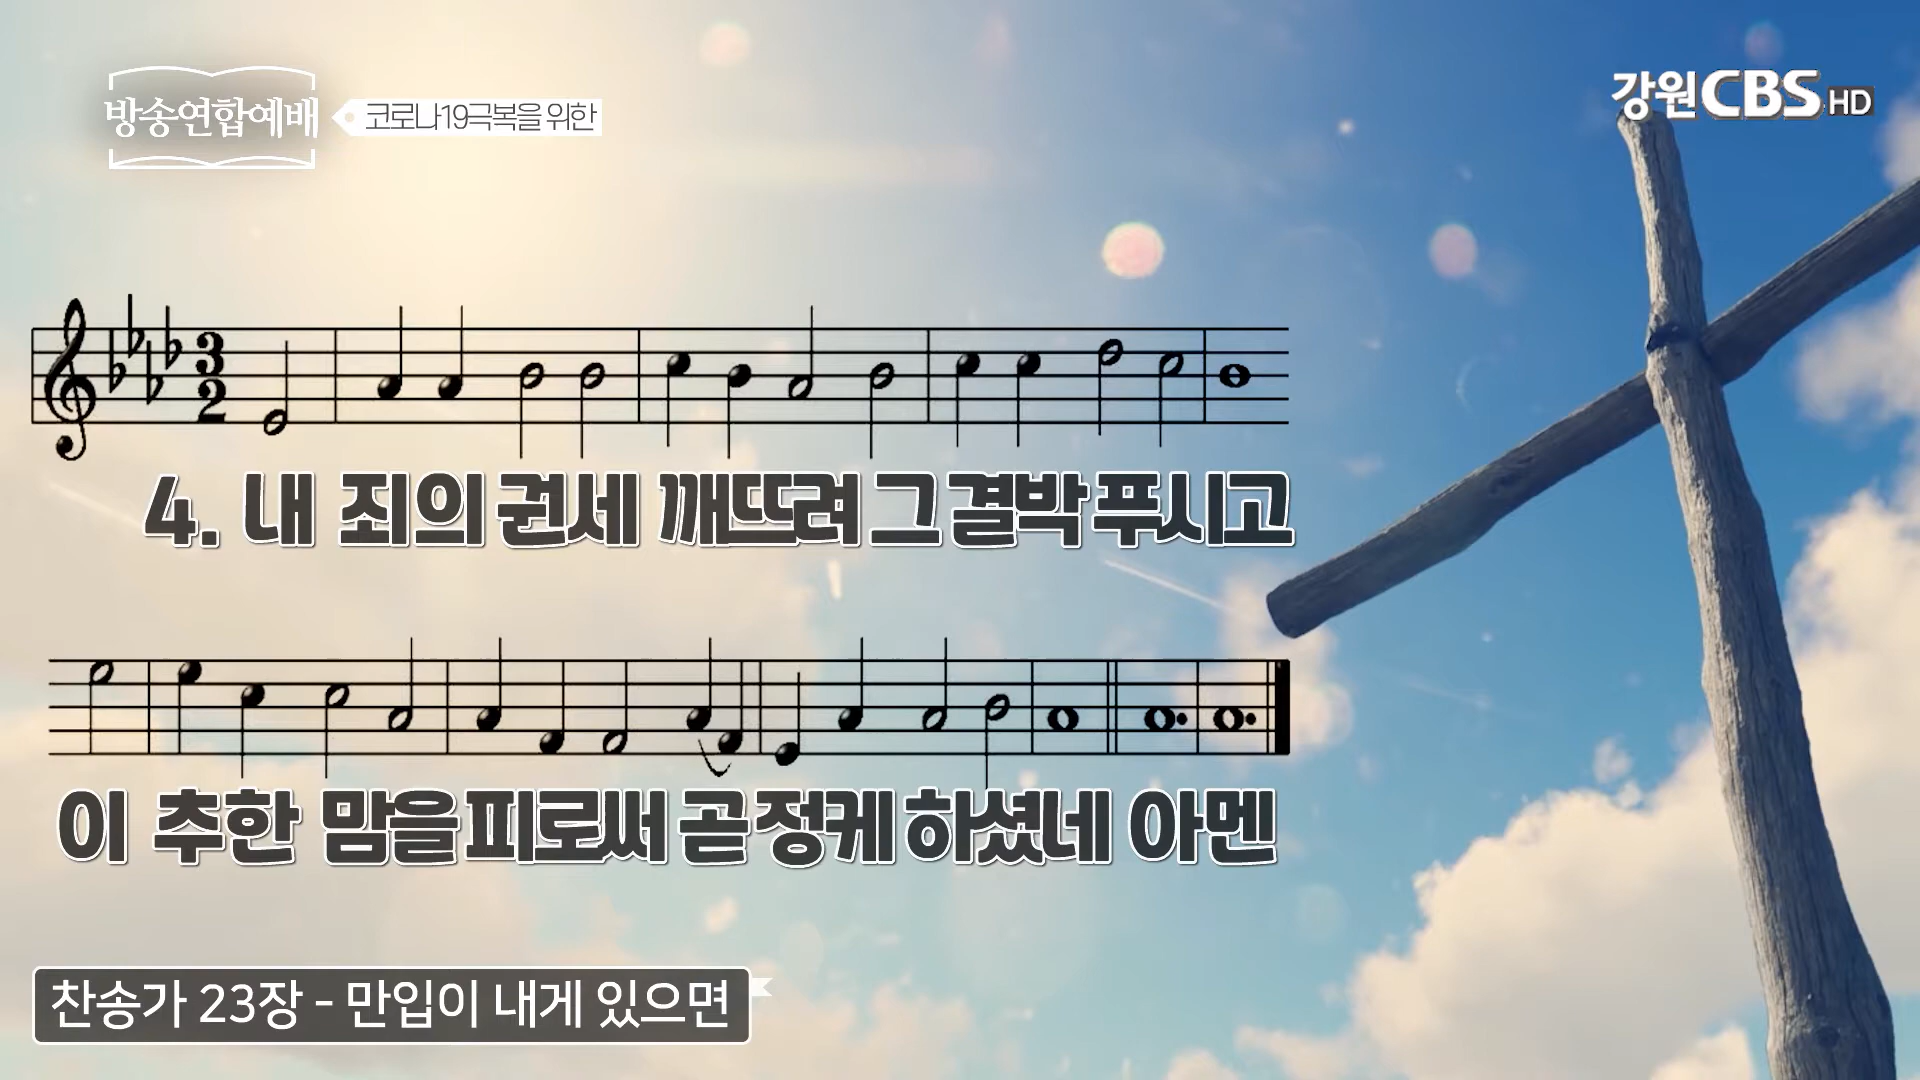 방송연합예배 코로나19극복을 위한
강원CBS HD
3
2
4. 내 죄의 권세 깨뜨려 그 결박 푸시고
이 추한 맘을 피로써 곧 정케 하셨네 아멘
찬송가 23장 - 만입이 내게 있으면